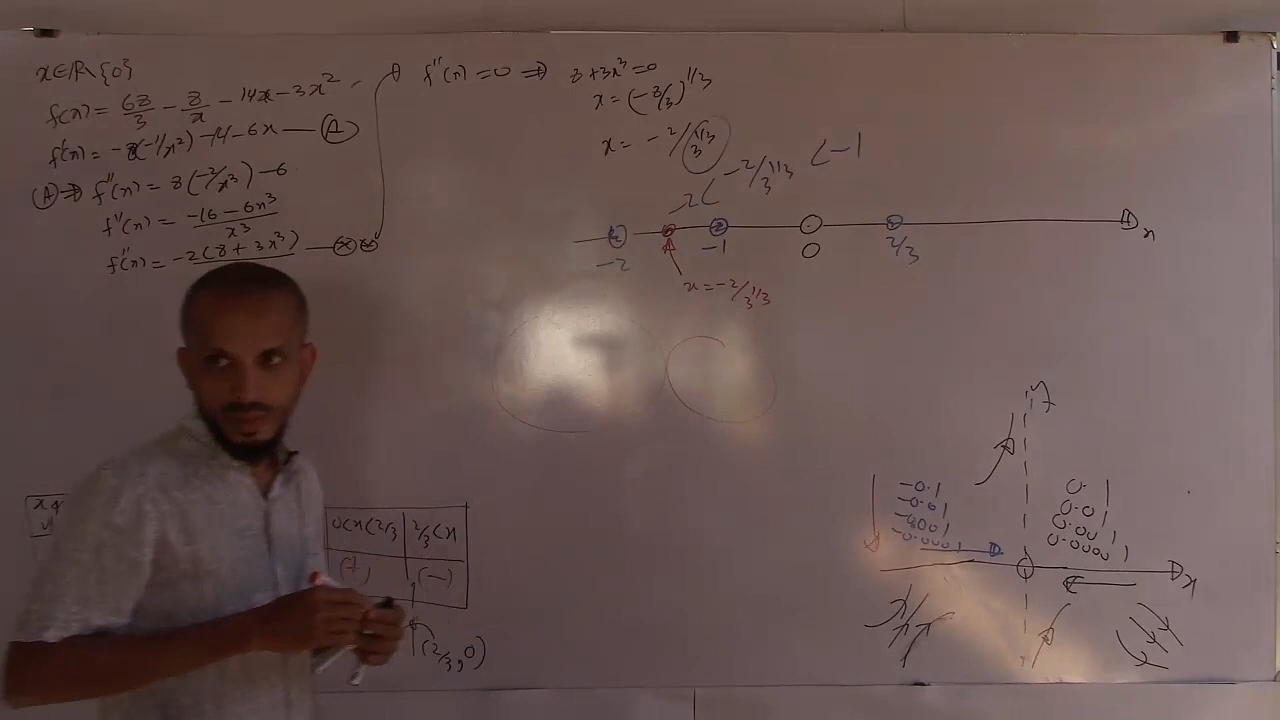 x∈ℝ\{0}
f(x) = 68/3 - 8/x - 14x - 3x²
f'(x) = -8(-1/x²) - 14 - 6x — (A)
(A) ⇒ f''(x) = 8(-2/x³) - 6
f''(x) = (-16 - 6x³)/x³
f''(x) = -2(8 + 3x³)
f''(x) = 0 ⇒ 8 + 3x³ = 0
x = (-8/3)^1/3
x = -2/3^1/3
-2 < -2/3^1/3 < -1
-2 -1 0 2/3 x
x = -2/3^1/3
0<x<2/3 2/3<x
(+) (-)
(2/3, 0)
y
-0.1 0.1
-0.01 0.01
-0.001 0.001
-0.0001 0.0001
x